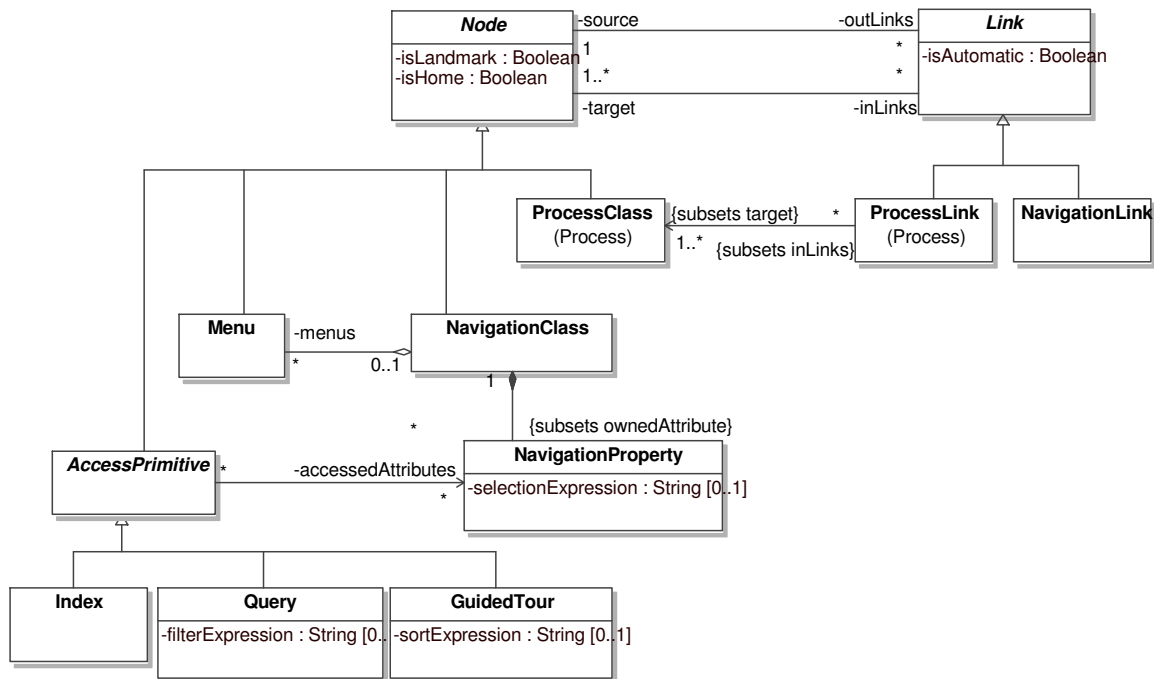 Node
-source
-outLinks
Link
-isLandmark : Boolean
1
*
-isAutomatic : Boolean
-isHome : Boolean
1..*
*
-target
-inLinks
ProcessClass
(Process)
{subsets target}
*
1..*
{subsets inLinks}
ProcessLink
(Process)
NavigationLink
Menu
-menus
*
0..1
NavigationClass
1
*
{subsets ownedAttribute}
AccessPrimitive
*
-accessedAttributes
*
NavigationProperty
-selectionExpression : String [0..1]
Index
Query
-filterExpression : String [0..
GuidedTour
-sortExpression : String [0..1]